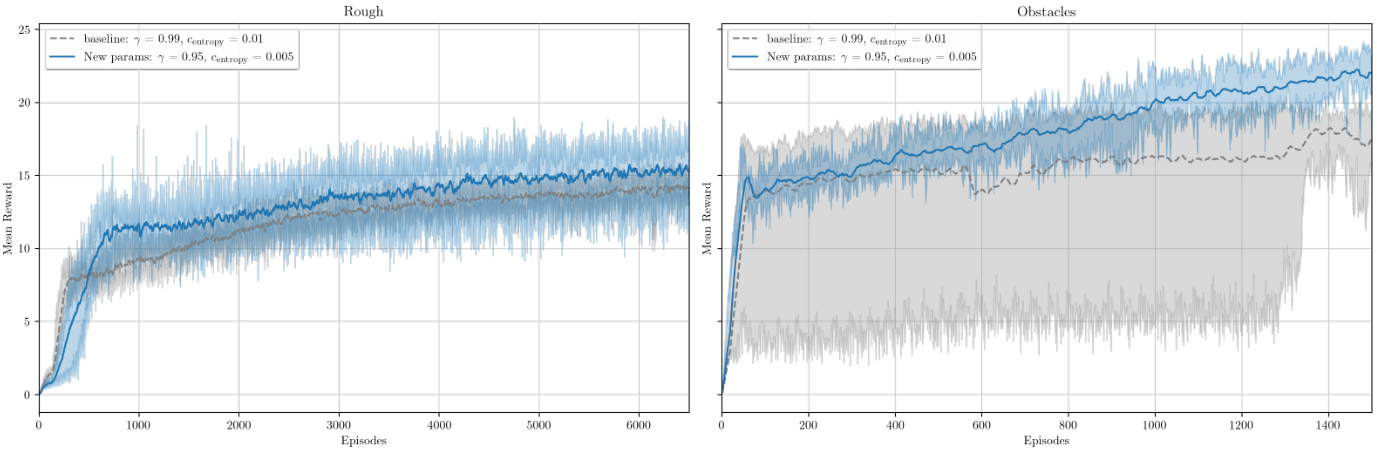 Rough
baseline: γ = 0.99, c_entropy = 0.01
New params: γ = 0.95, c_entropy = 0.005
Mean Reward
25
20
15
10
5
0
0 1000 2000 3000 4000 5000 6000
Episodes
Obstacles
baseline: γ = 0.99, c_entropy = 0.01
New params: γ = 0.95, c_entropy = 0.005
Mean Reward
0 200 400 600 800 1000 1200 1400
Episodes